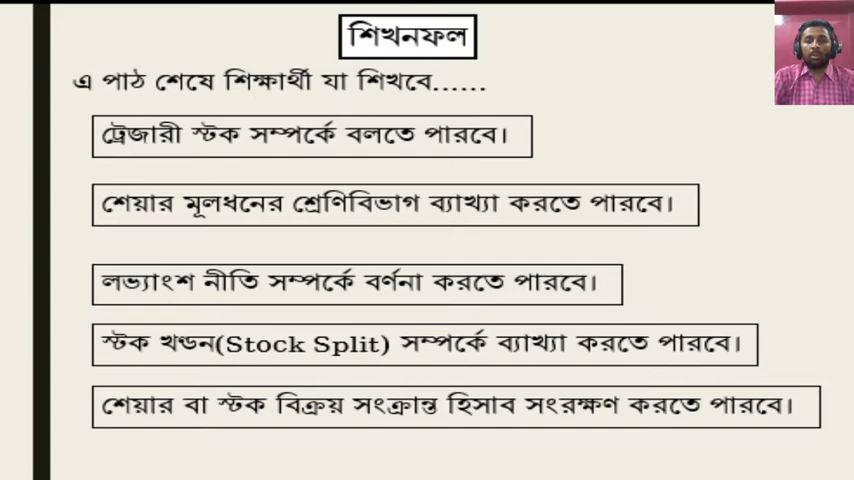 শিখনফল
এ পাঠ শেষে শিক্ষার্থী যা শিখবে......
ট্রেজারী স্টক সম্পর্কে বলতে পারবে।
শেয়ার মূলধনের শ্রেণিবিভাগ ব্যাখ্যা করতে পারবে।
লভ্যাংশ নীতি সম্পর্কে বর্ণনা করতে পারবে।
স্টক খন্ডন(Stock Split) সম্পর্কে ব্যাখ্যা করতে পারবে।
শেয়ার বা স্টক বিক্রয় সংক্রান্ত হিসাব সংরক্ষণ করতে পারবে।